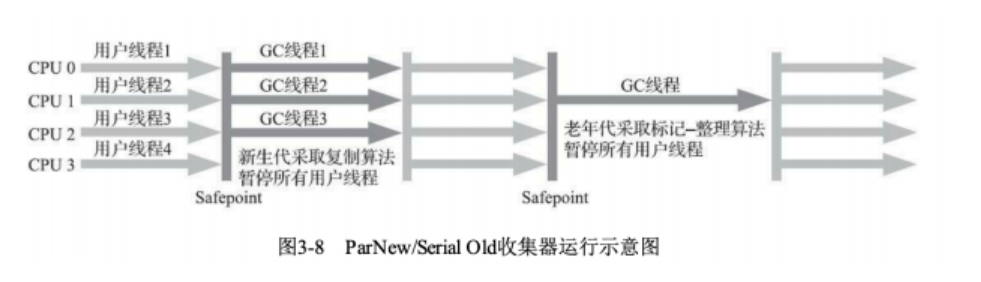 用户线程1
GC线程1
CPU 0
用户线程2
GC线程2
GC线程
CPU 1
用户线程3
GC线程3
CPU 2
用户线程4
CPU 3
新生代采取复制算法
暂停所有用户线程
老年代采取标记–整理算法
暂停所有用户线程
Safepoint
Safepoint
图3-8 ParNew/Serial Old收集器运行示意图